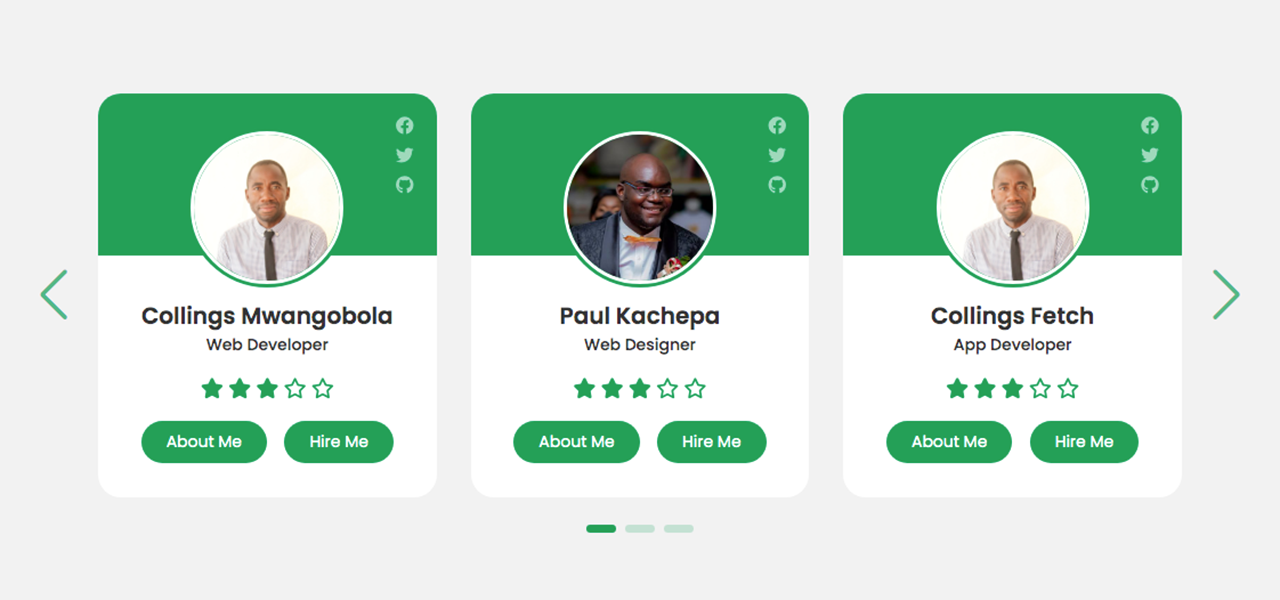 Collings Mwangobola
Web Developer
About Me
Hire Me
Paul Kachepa
Web Designer
About Me
Hire Me
Collings Fetch
App Developer
About Me
Hire Me